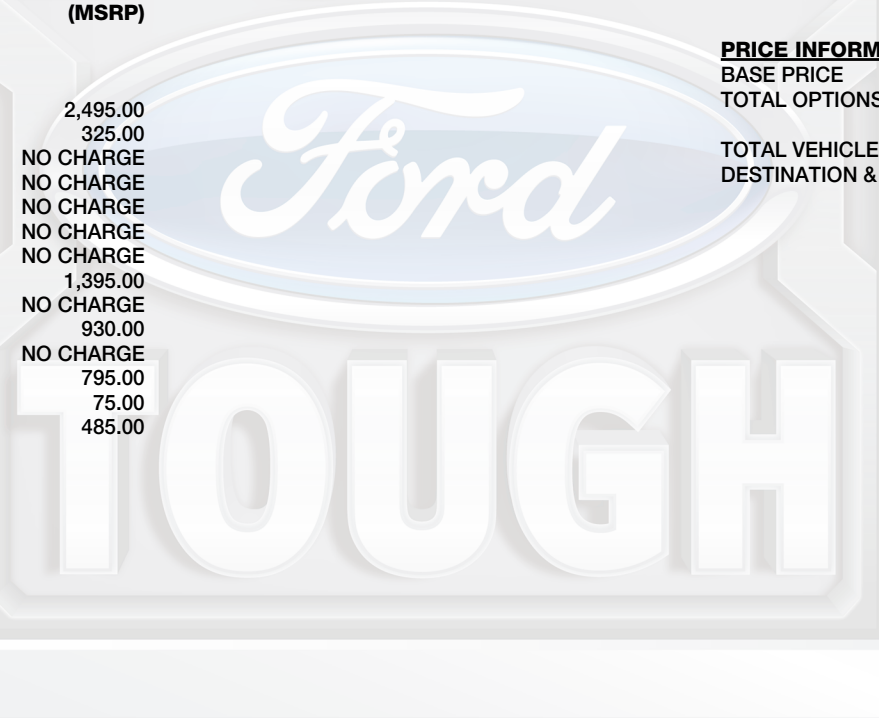 (MSRP)
2,495.00
325.00
NO CHARGE
NO CHARGE
NO CHARGE
NO CHARGE
NO CHARGE
1,395.00
NO CHARGE
930.00
NO CHARGE
795.00
75.00
485.00
PRICE INFORM
BASE PRICE
TOTAL OPTIONS
TOTAL VEHICLE
DESTINATION &
Ford
TOUGH